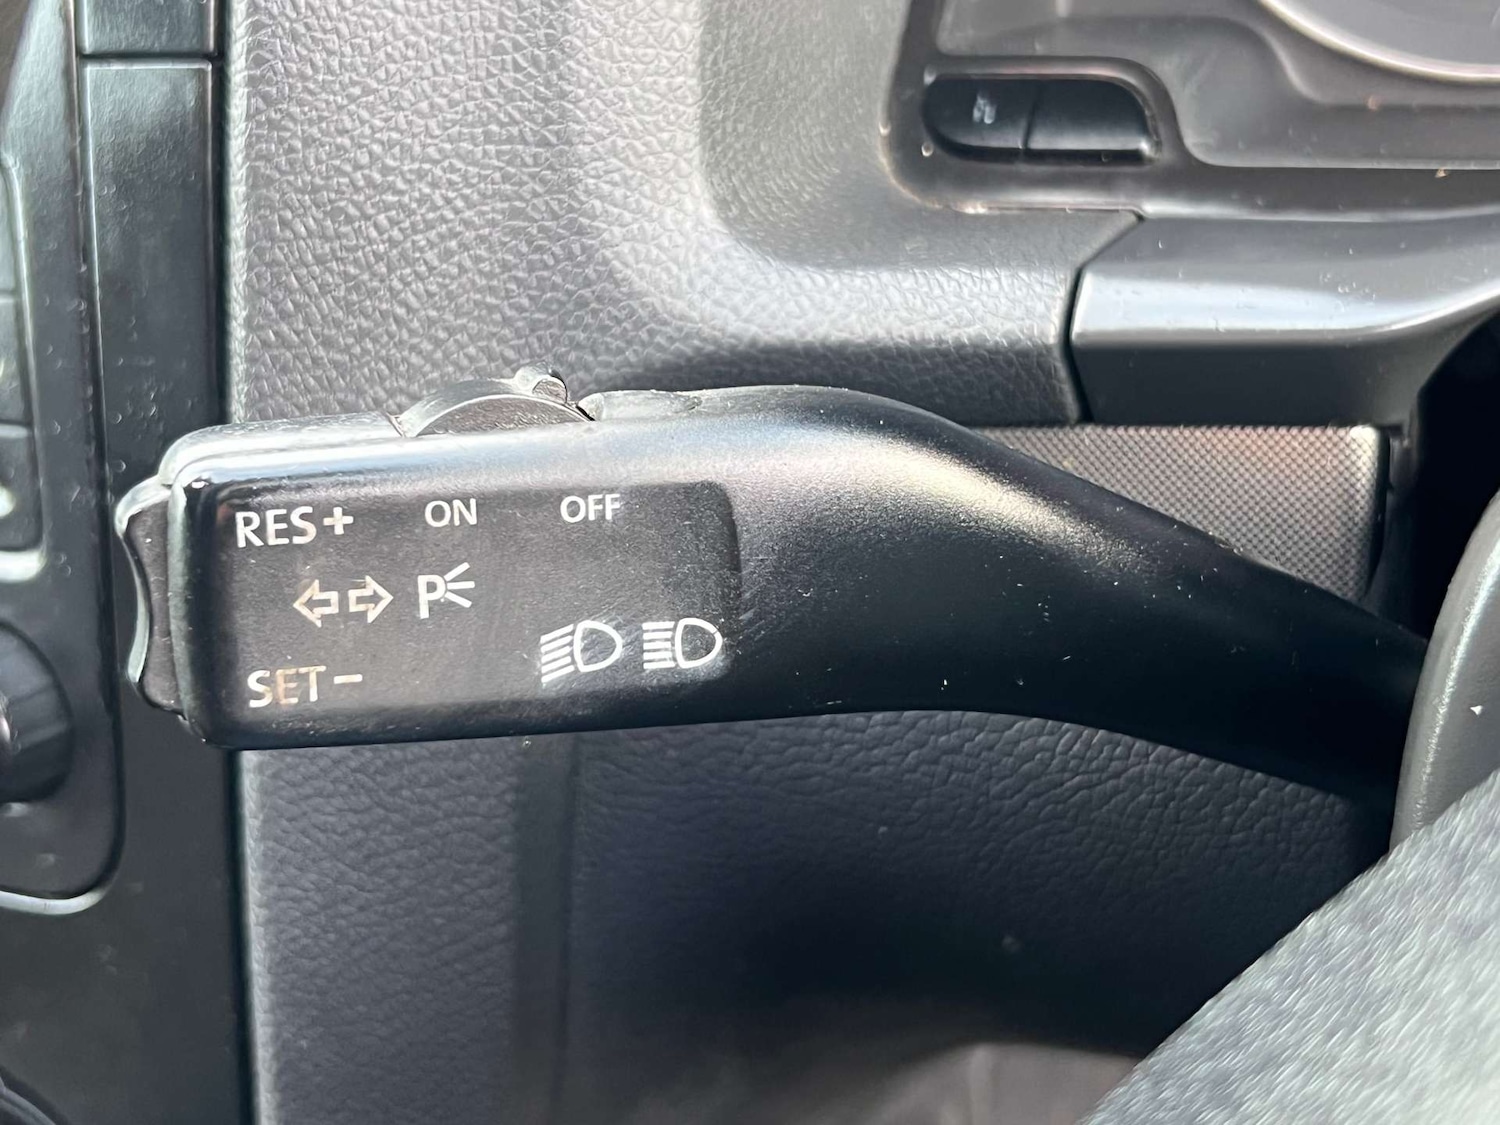 RES+ ON OFF
P
SET-